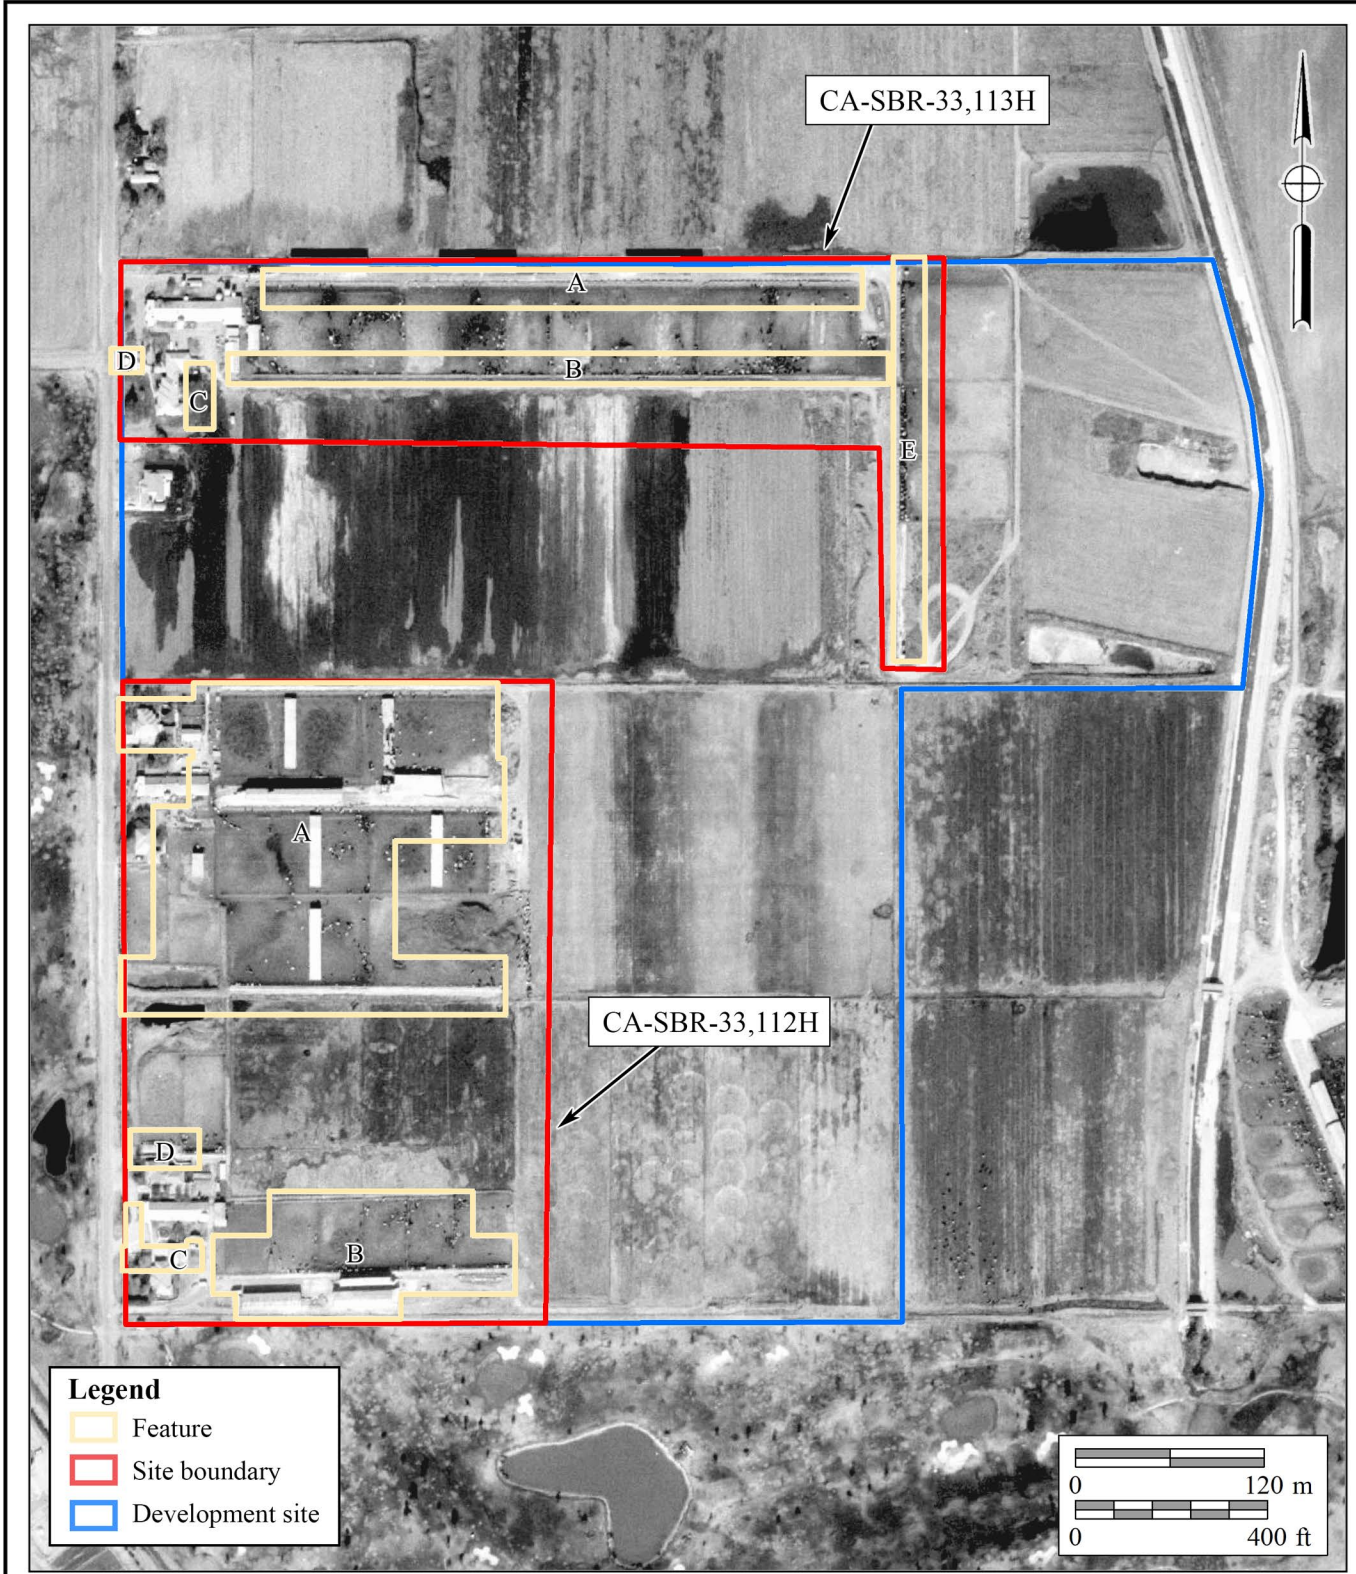 CA-SBR-33,113H
A
D
B
C
E
A
CA-SBR-33,112H
D
B
C
Legend
Feature
Site boundary
Development site
0 120 m
0 400 ft